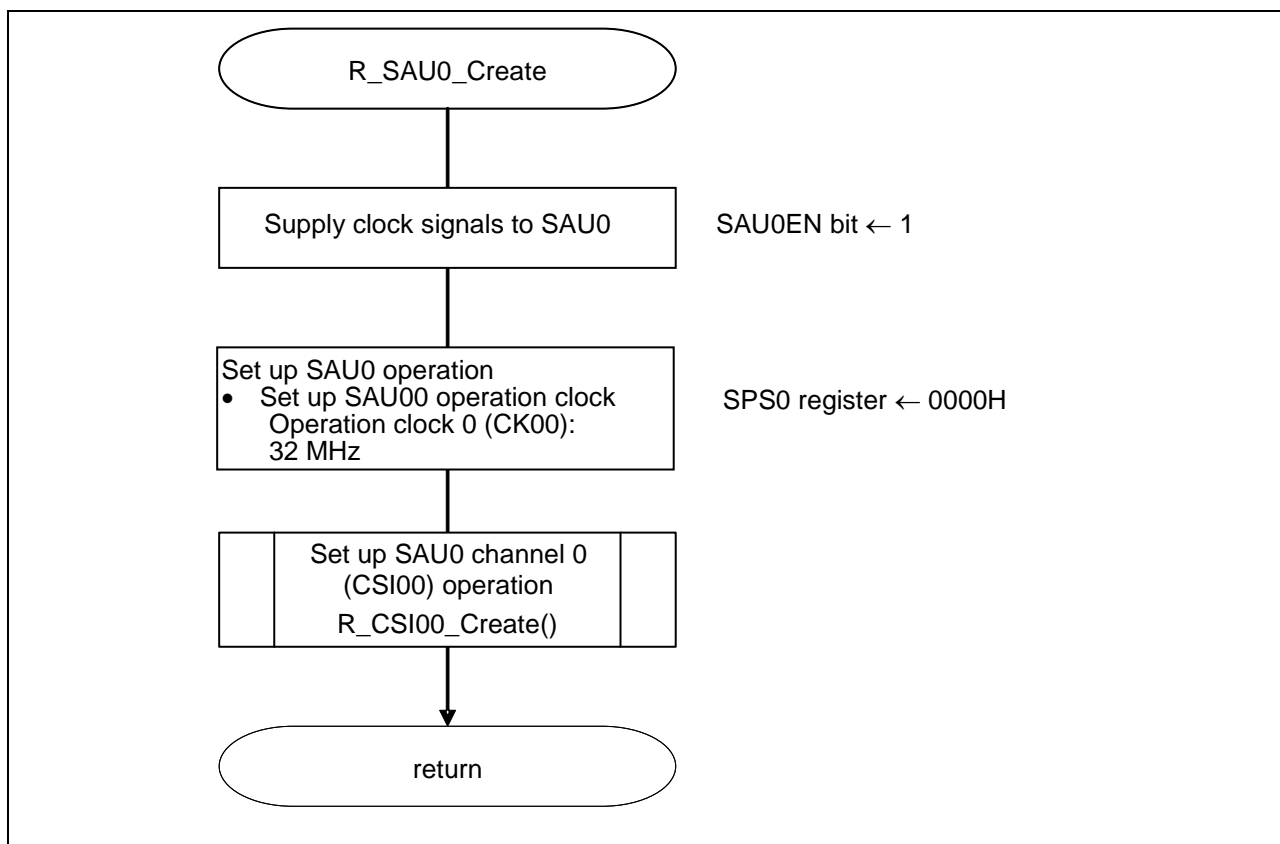 R_SAU0_Create
Supply clock signals to SAU0
SAU0EN bit ← 1
Set up SAU0 operation
• Set up SAU00 operation clock
Operation clock 0 (CK00):
32 MHz
SPS0 register ← 0000H
Set up SAU0 channel 0
(CSI00) operation
R_CSI00_Create()
return